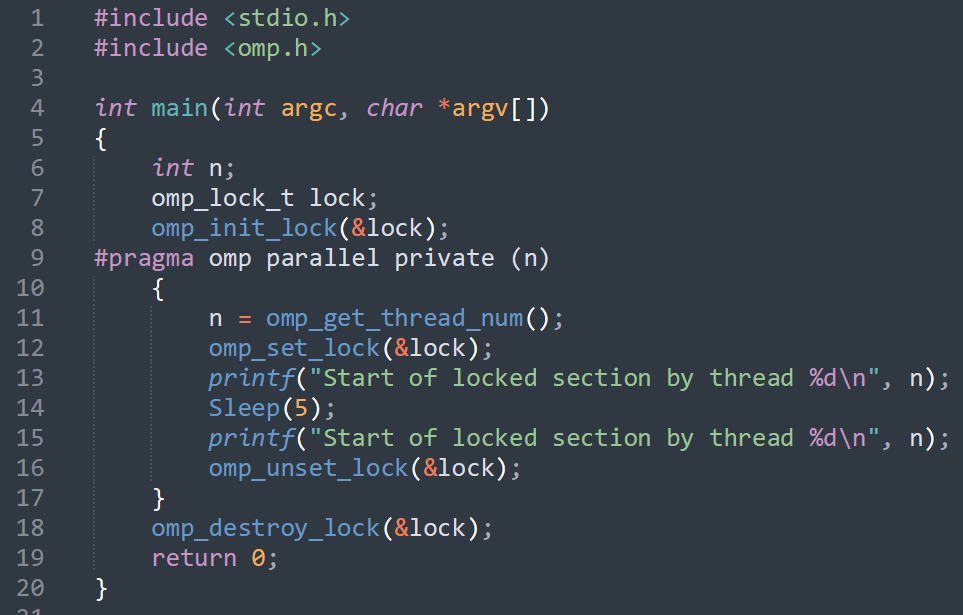 1 #include <stdio.h>
2 #include <omp.h>
3
4 int main(int argc, char *argv[])
5 {
6     int n;
7     omp_lock_t lock;
8     omp_init_lock(&lock);
9 #pragma omp parallel private (n)
10     {
11         n = omp_get_thread_num();
12         omp_set_lock(&lock);
13         printf("Start of locked section by thread %d\n", n);
14         Sleep(5);
15         printf("Start of locked section by thread %d\n", n);
16         omp_unset_lock(&lock);
17     }
18     omp_destroy_lock(&lock);
19     return 0;
20 }
21